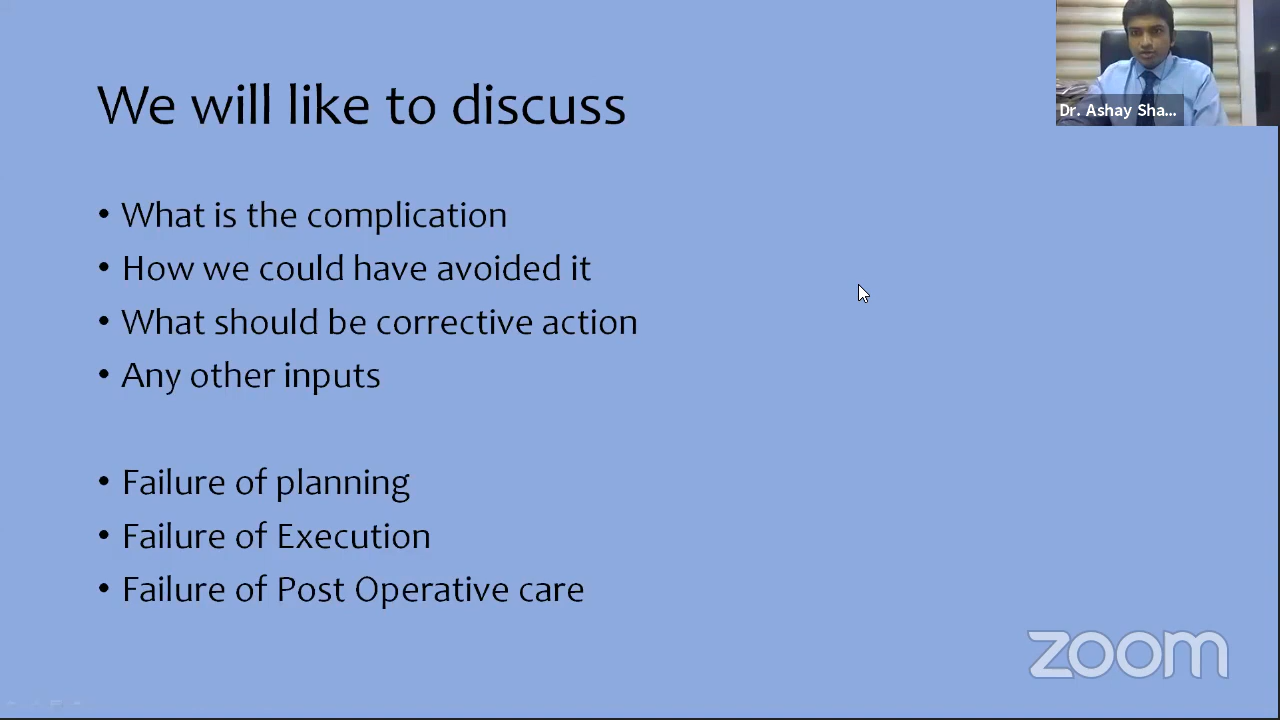 We will like to discuss
Dr. Ashay Sha...
• What is the complication
• How we could have avoided it
• What should be corrective action
• Any other inputs
• Failure of planning
• Failure of Execution
• Failure of Post Operative care
zoom